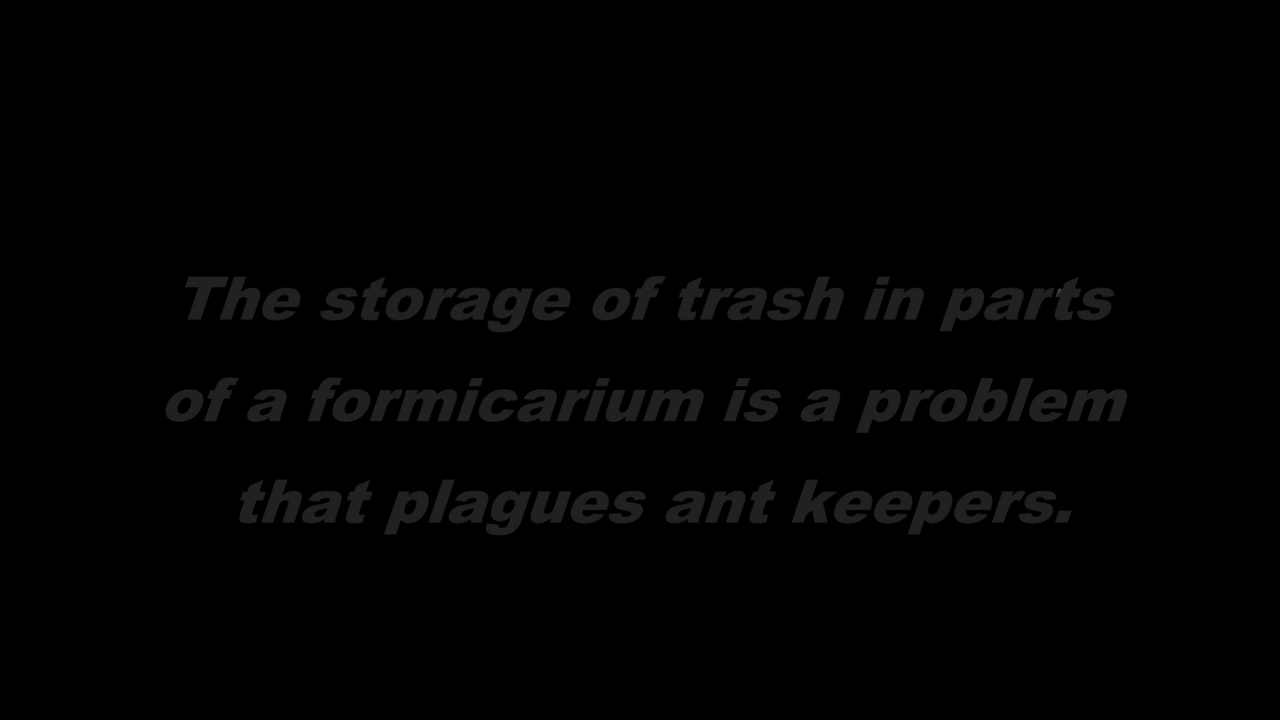 The storage of trash in parts
of a formicarium is a problem
that plagues ant keepers.